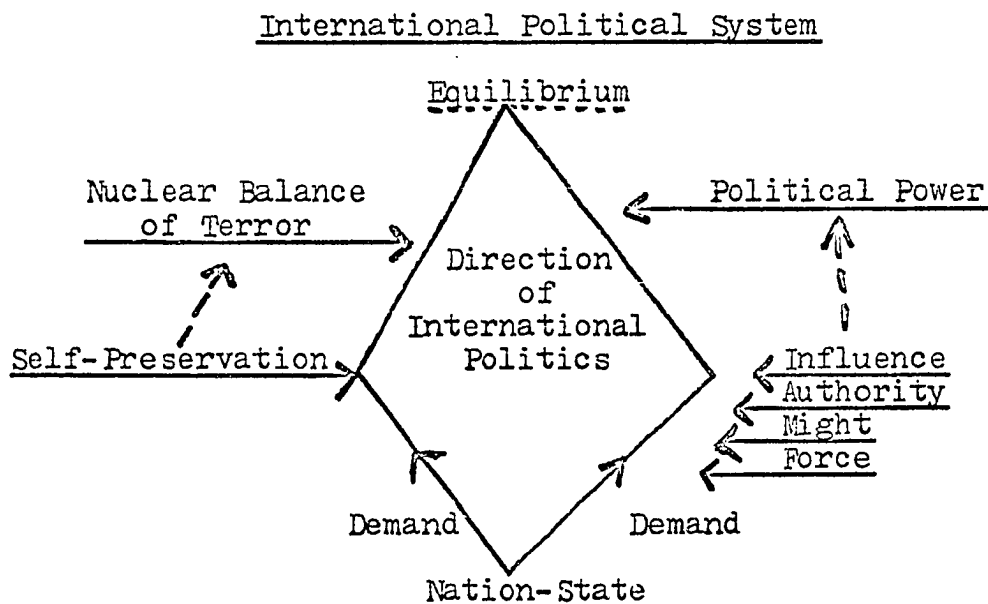 International Political System
Equilibrium
Nuclear Balance
of Terror
Political Power
Direction
of
International
Politics
Self-Preservation
Influence
Authority
Might
Force
Demand
Demand
Nation-State